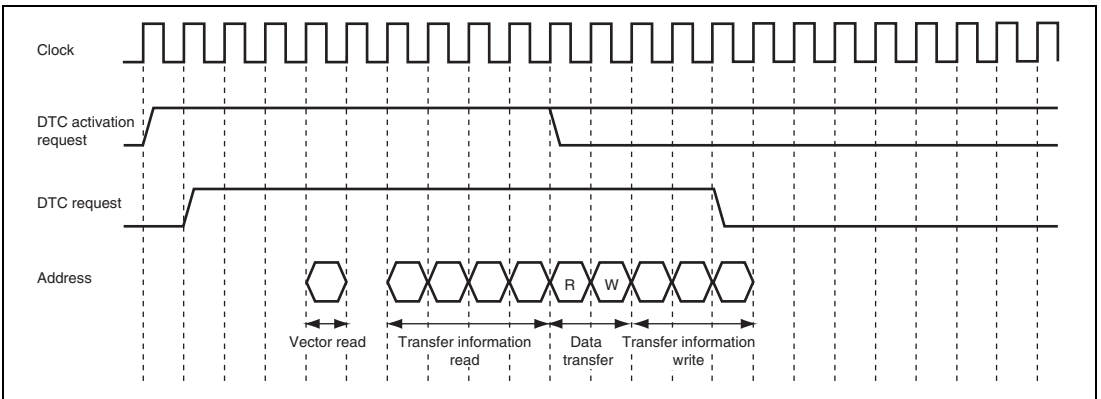 Clock
DTC activation
request
DTC request
Address
R W
Vector read
Transfer information
read
Data
transfer
Transfer information
write